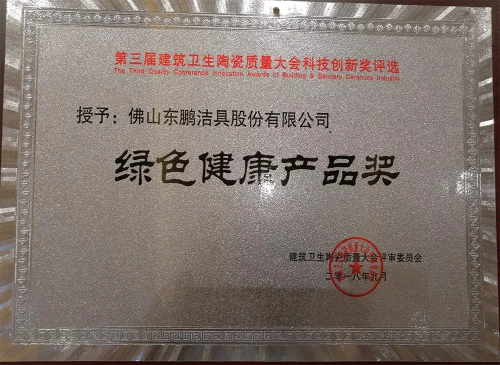 第三届建筑卫生陶瓷质量大会科技创新奖评选
The Third Quality Conference Innovation Awards of Building & Sanitary Ceramics Industry
授予：佛山东鹏洁具股份有限公司
绿色健康产品奖
建筑卫生陶瓷质量大会评审委员会
二零一八年九月